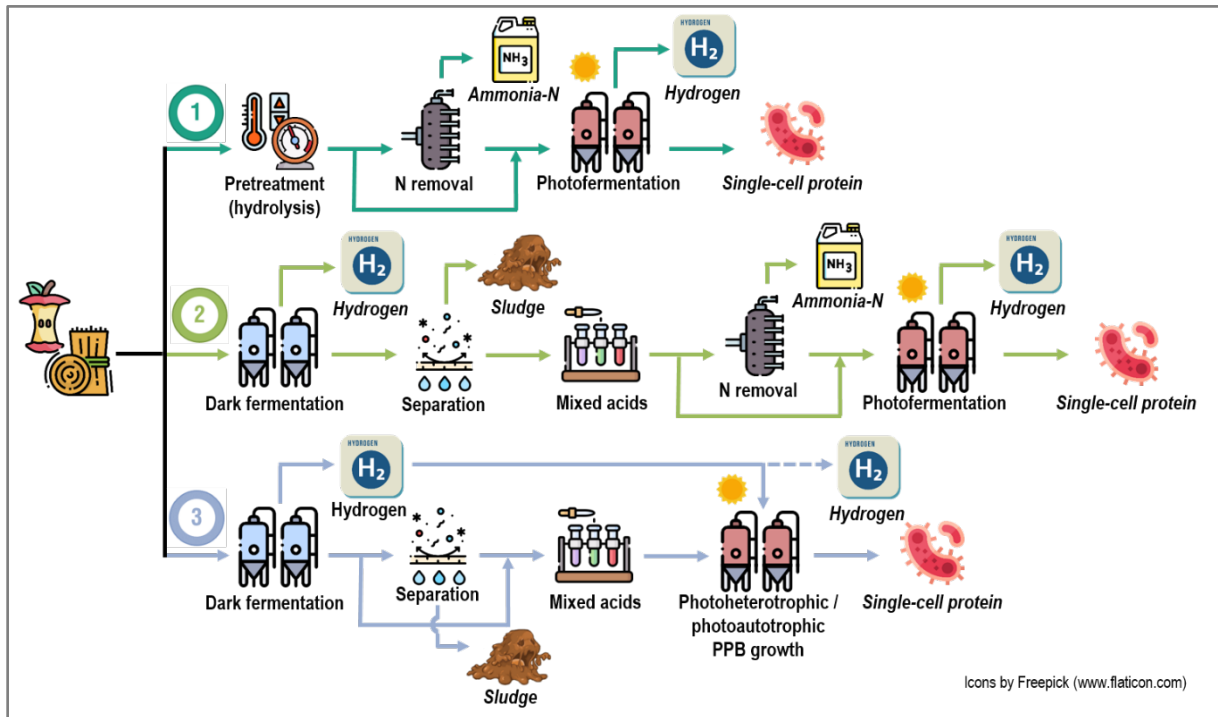 1
Pretreatment
(hydrolysis)
N removal
NH3
Ammonia-N
Photofermentation
H2
Hydrogen
Single-cell protein
2
Dark fermentation
HYDROGEN
H2
Hydrogen
Separation
Sludge
Mixed acids
N removal
NH3
Ammonia-N
Photofermentation
HYDROGEN
H2
Hydrogen
Single-cell protein
3
Dark fermentation
HYDROGEN
H2
Hydrogen
Separation
Sludge
Mixed acids
Photoheterotrophic /
photoautotrophic
PPB growth
HYDROGEN
H2
Hydrogen
Single-cell protein
Icons by Freepick (www.flaticon.com)